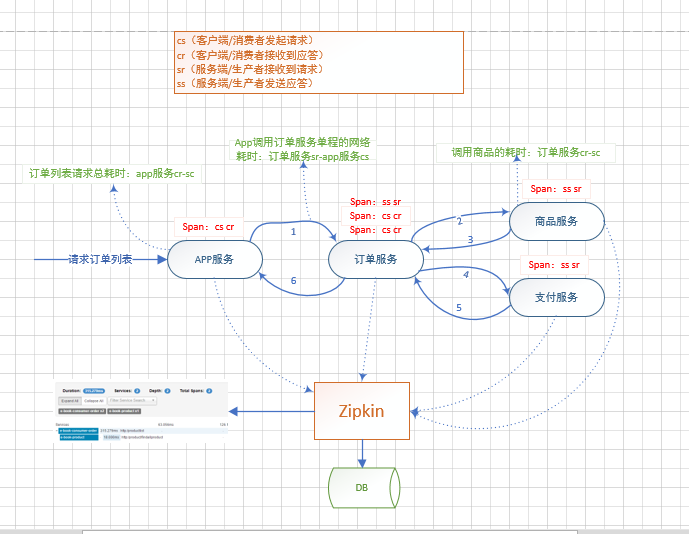 cs（客户端/消费者发起请求）
cr（客户端/消费者接收到应答）
sr（服务端/生产者接收到请求）
ss（服务端/生产者发送应答）
App调用订单服务单程的网络
耗时：订单服务sr-app服务cs
调用商品的耗时：订单服务cr-sc
订单列表请求总耗时：app服务cr-sc
Span：ss sr
Span：ss sr
Span：cs cr
Span：cs cr
Span：cs cr
1
2
3
商品服务
请求订单列表
APP服务
订单服务
Span：ss sr
6
4
5
支付服务
Duration:
Services:
Depth:
Total Spans:
Expand All
Collapse All
Services
Zipkin
DB